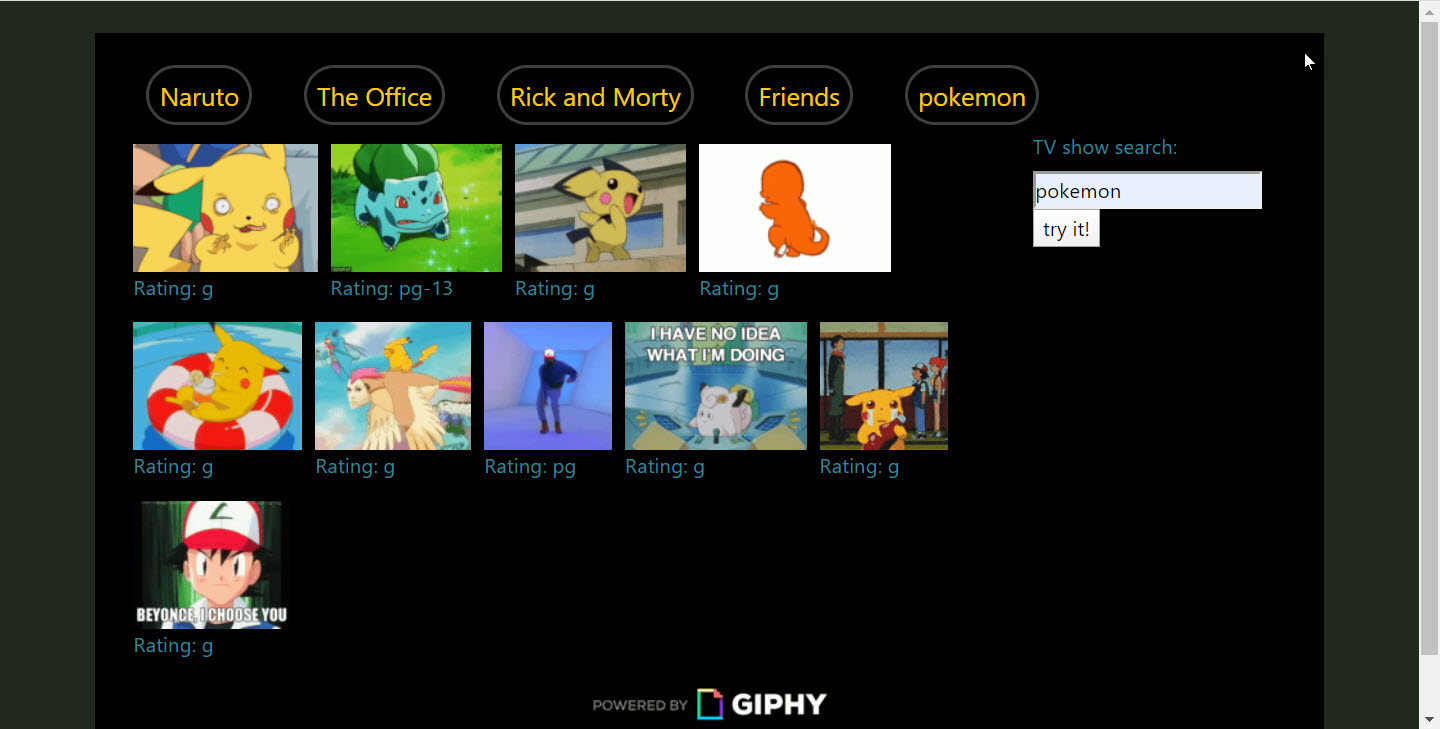 Naruto
The Office
Rick and Morty
Friends
pokemon
TV show search:
pokemon
try it!
Rating: g
Rating: pg-13
Rating: g
Rating: g
I HAVE NO IDEA
WHAT I'M DOING
Rating: g
Rating: g
Rating: pg
Rating: g
Rating: g
BEYONCE, I CHOOSE YOU
Rating: g
POWERED BY GIPHY